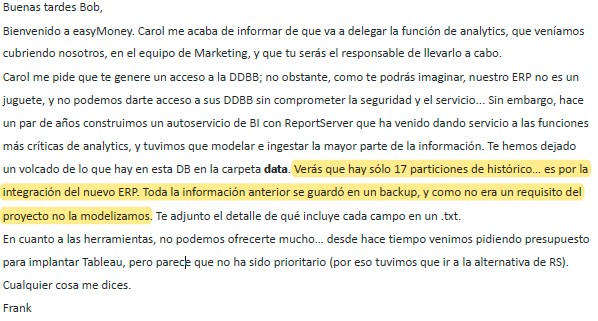 Buenas tardes Bob,
Bienvenido a easyMoney. Carol me acaba de informar de que va a delegar la función de analytics, que veníamos
cubriendo nosotros, en el equipo de Marketing, y que tu serás el responsable de llevarlo a cabo.
Carol me pide que te genere un acceso a la DDBB; no obstante, como te podrás imaginar, nuestro ERP no es un
juguete, y no podemos darte acceso a sus DDBB sin comprometer la seguridad y el servicio... Sin embargo, hace
un par de años construimos un autoservicio de BI con ReportServer que ha venido dando servicio a las funciones
más críticas de analytics, y tuvimos que modelar e ingestar la mayor parte de la información. Te hemos dejado
un volcado de lo que hay en esta DB en la carpeta data. Verás que hay sólo 17 particiones de histórico... es por la
integración del nuevo ERP. Toda la información anterior se guardó en un backup, y como no era un requisito del
proyecto no la modelizamos. Te adjunto el detalle de qué incluye cada campo en un .txt.
En cuanto a las herramientas, no podemos ofrecerte mucho... desde hace tiempo venimos pidiendo presupuesto
para implantar Tableau, pero parece que no ha sido prioritario (por eso tuvimos que ir a la alternativa de RS).
Cualquier cosa me dices.
Frank